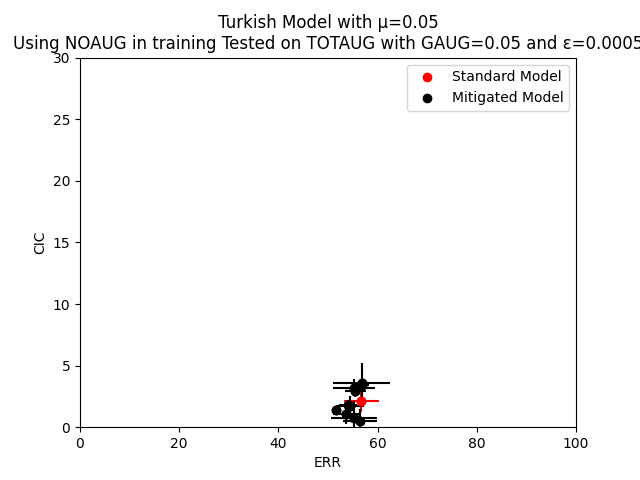 Turkish Model with μ=0.05
Using NOAUG in training Tested on TOTAUG with GAUG=0.05 and ε=0.0005
Standard Model
Mitigated Model
30
25
20
15
10
5
0
CIC
0 20 40 60 80 100
ERR